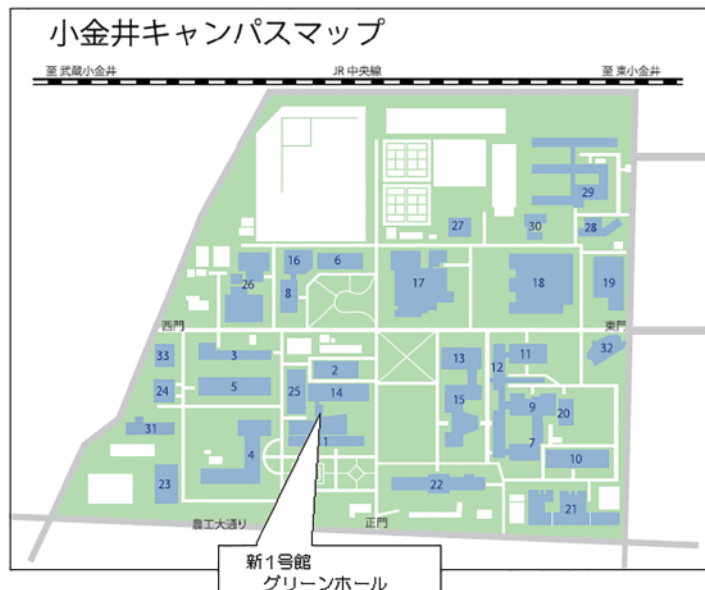 小金井キャンパスマップ
至 武蔵小金井 JR 中央線 至 東小金井
29
27 30 28
16 6
26 8 17 18 19
西門 東門
33 3 2 13 12 11 32
24 5 25 14 15 9 20
31 4 1 7 10
23 22 21
農工大通り 正門
新1号館
グリーンホール